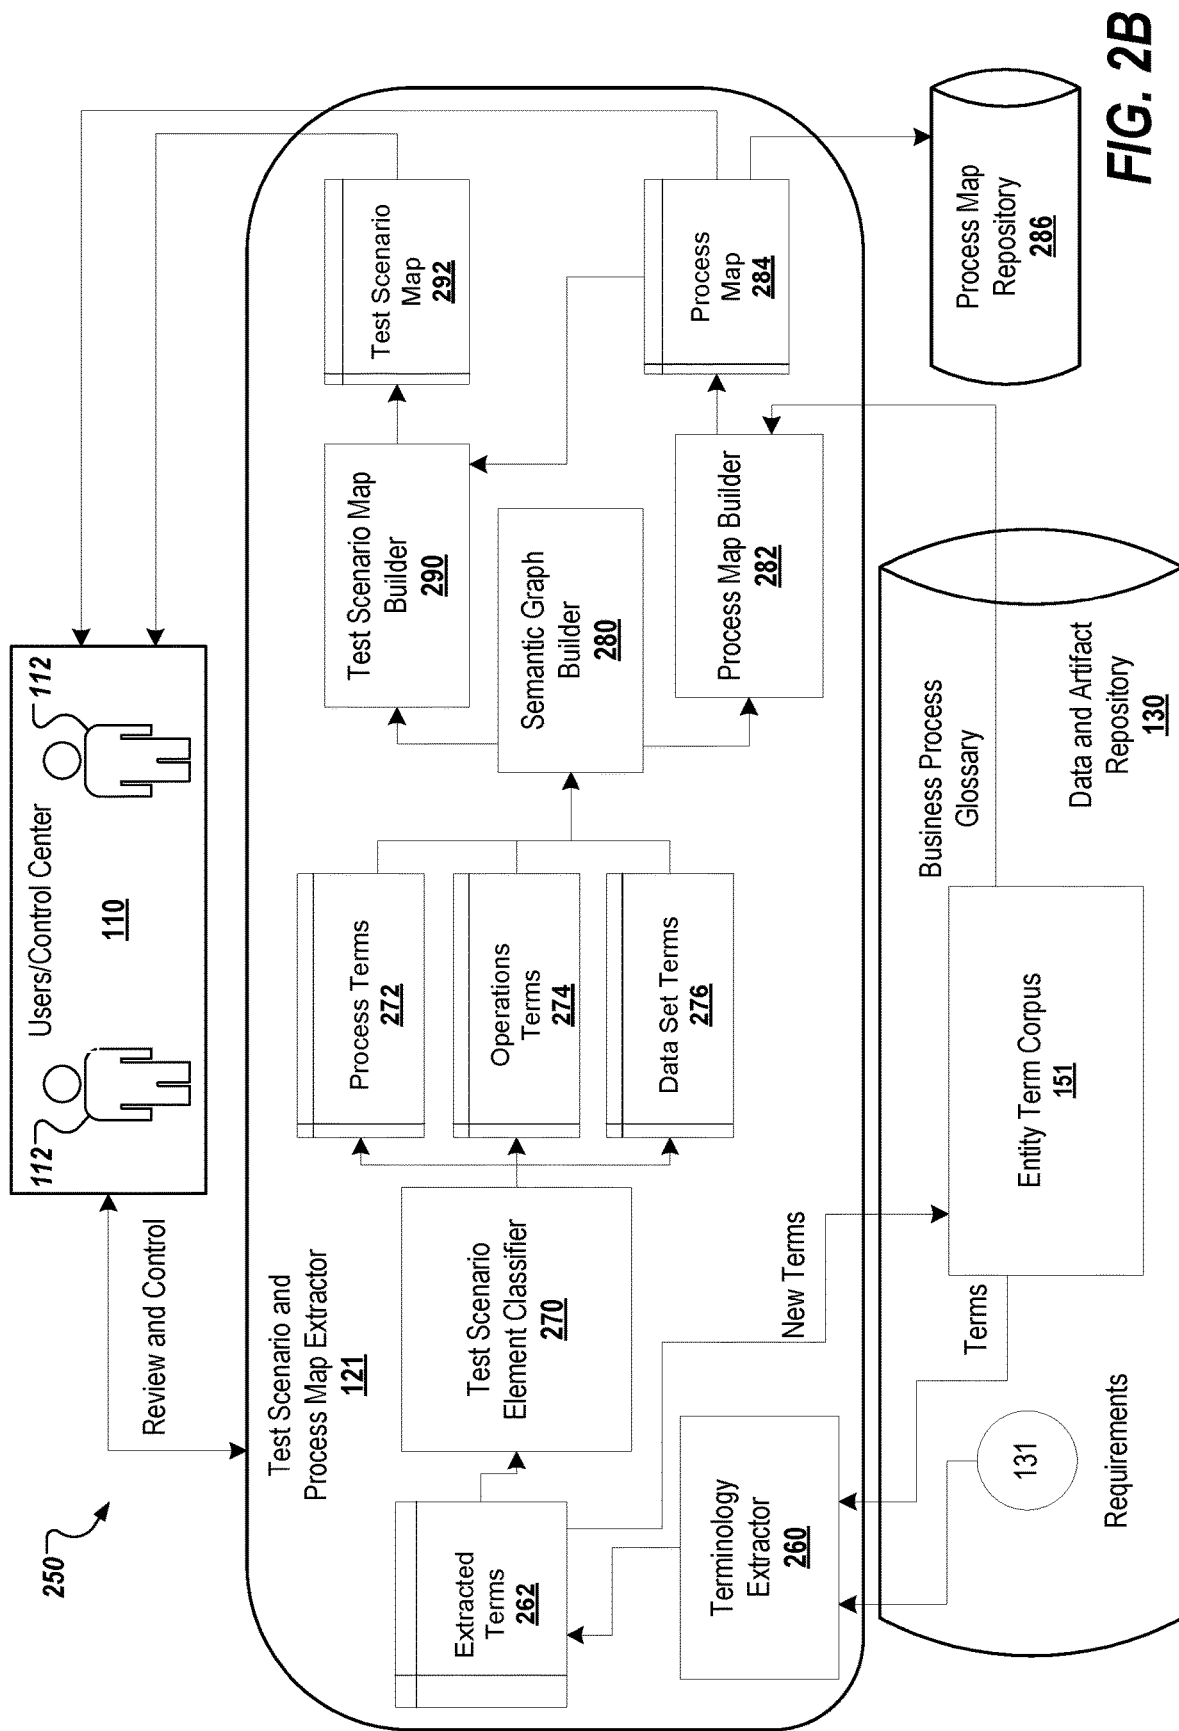 250
Review and Control
112
Users/Control Center
110
112
Test Scenario and
Process Map Extractor
121
Extracted
Terms
262
Test Scenario
Element Classifier
270
Process Terms
272
Operations
Terms
274
Data Set Terms
276
Semantic Graph
Builder
280
Test Scenario Map
Builder
290
Test Scenario
Map
292
Terminology
Extractor
260
New Terms
Process Map Builder
282
Process
Map
284
Requirements
131
Terms
Entity Term Corpus
151
Business Process
Glossary
Data and Artifact
Repository
130
Process Map
Repository
286
FIG. 2B